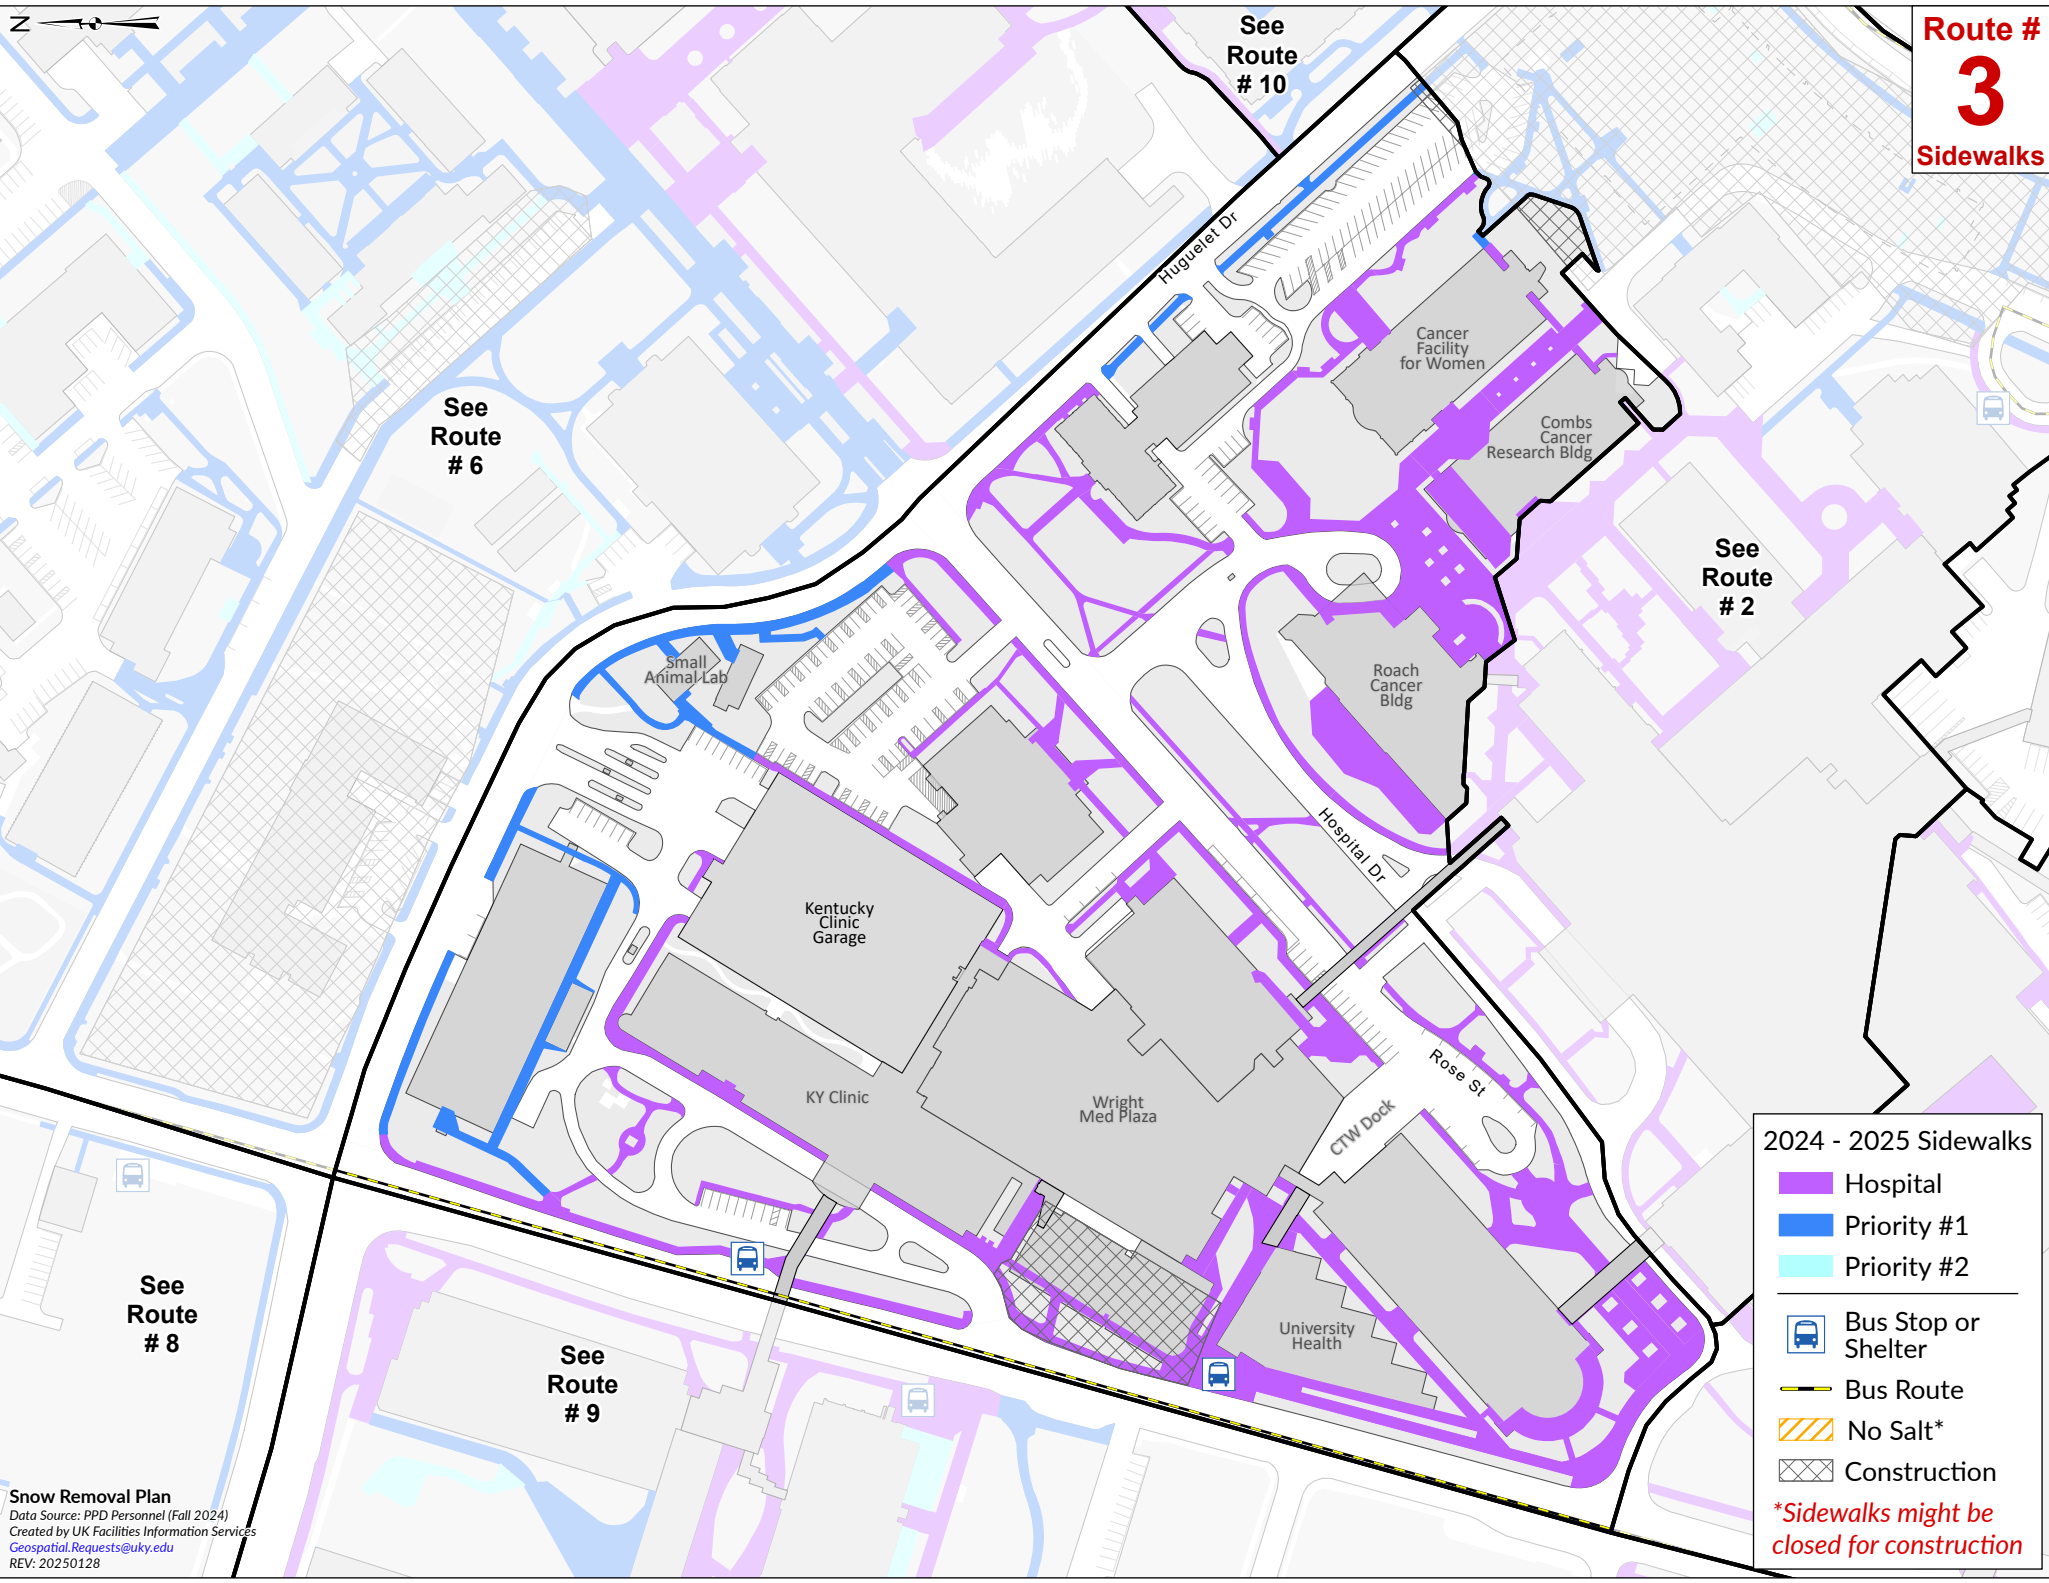 N
See
Route
# 10
Route #
3
Sidewalks
Huguelet Dr
Cancer
Facility
for Women
See
Route
# 6
Combs
Cancer
Research Bldg
See
Route
# 2
Small
Animal Lab
Roach
Cancer
Bldg
Hospital Dr
Kentucky
Clinic
Garage
Rose St
KY Clinic
Wright
Med Plaza
CTW Dock
See
Route
# 8
University
Health
See
Route
# 9
2024 - 2025 Sidewalks
Hospital
Priority #1
Priority #2
Bus Stop or
Shelter
Bus Route
No Salt*
Construction
*Sidewalks might be
closed for construction
Snow Removal Plan
Data Source: PPD Personnel (Fall 2024)
Created by UK Facilities Information Services
Geospatial.Requests@uky.edu
REV: 20250128